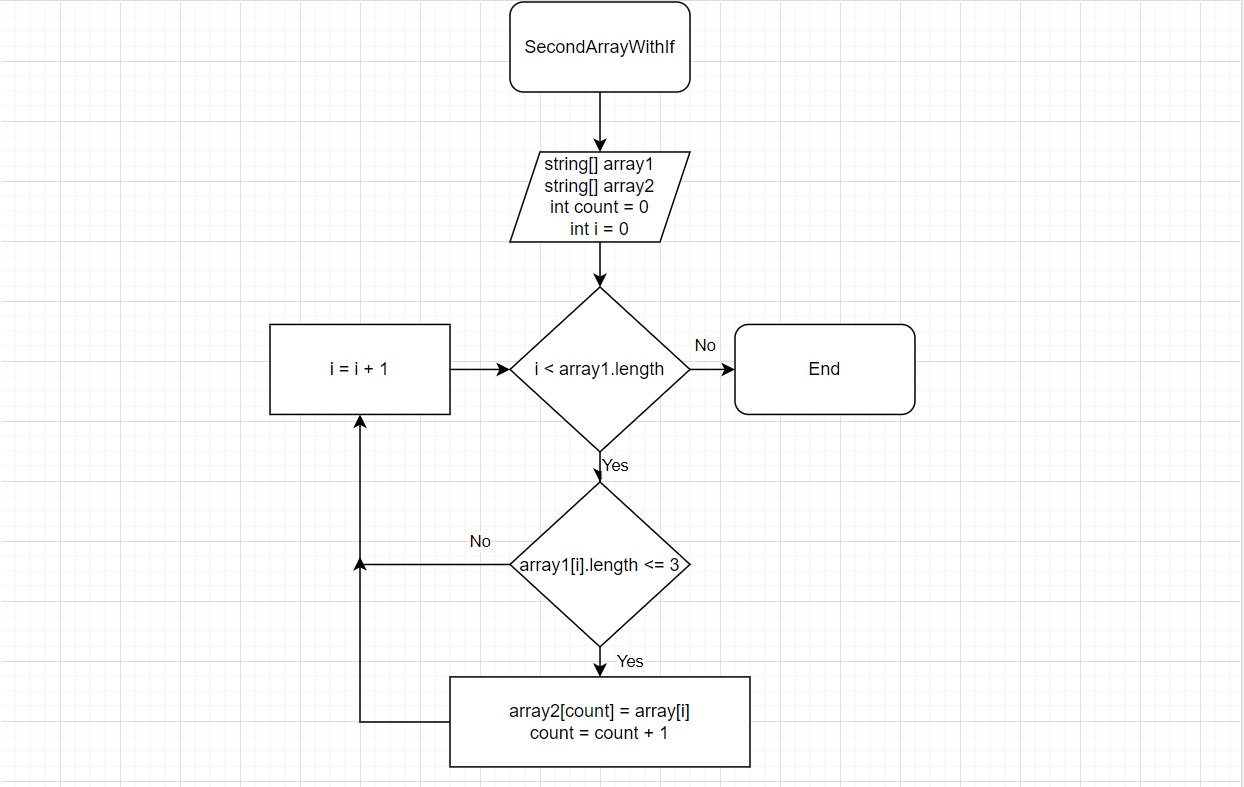 SecondArrayWithIf
string[] array1
string[] array2
int count = 0
int i = 0
i = i + 1
i < array1.length
No
End
Yes
No
array1[i].length <= 3
Yes
array2[count] = array[i]
count = count + 1